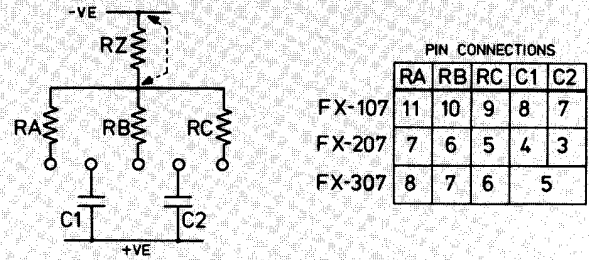 -VE
RZ
RA RB RC
C1 C2
+VE
PIN CONNECTIONS
RA RB RC C1 C2
FX-107 11 10 9 8 7
FX-207 7 6 5 4 3
FX-307 8 7 6 5